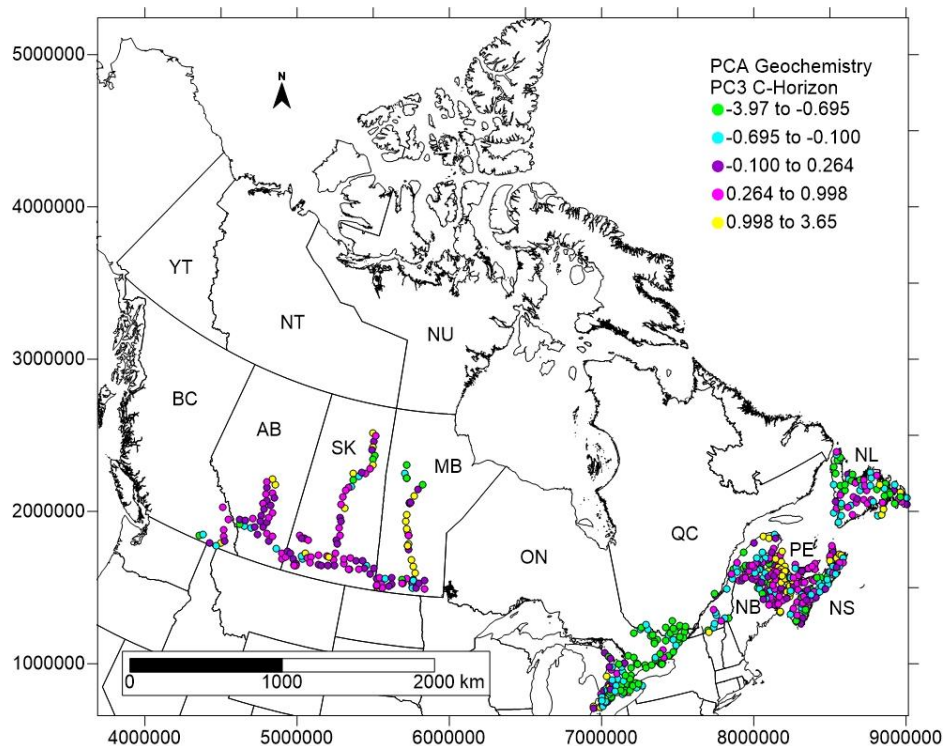 5000000
4000000
3000000
2000000
1000000
N
PCA Geochemistry
PC3 C-Horizon
-3.97 to -0.695
-0.695 to -0.100
-0.100 to 0.264
0.264 to 0.998
0.998 to 3.65
YT
NT
NU
BC
AB
SK
MB
NL
ON
QC
PE
NB
NS
0 1000 2000 km
4000000 5000000 6000000 7000000 8000000 9000000